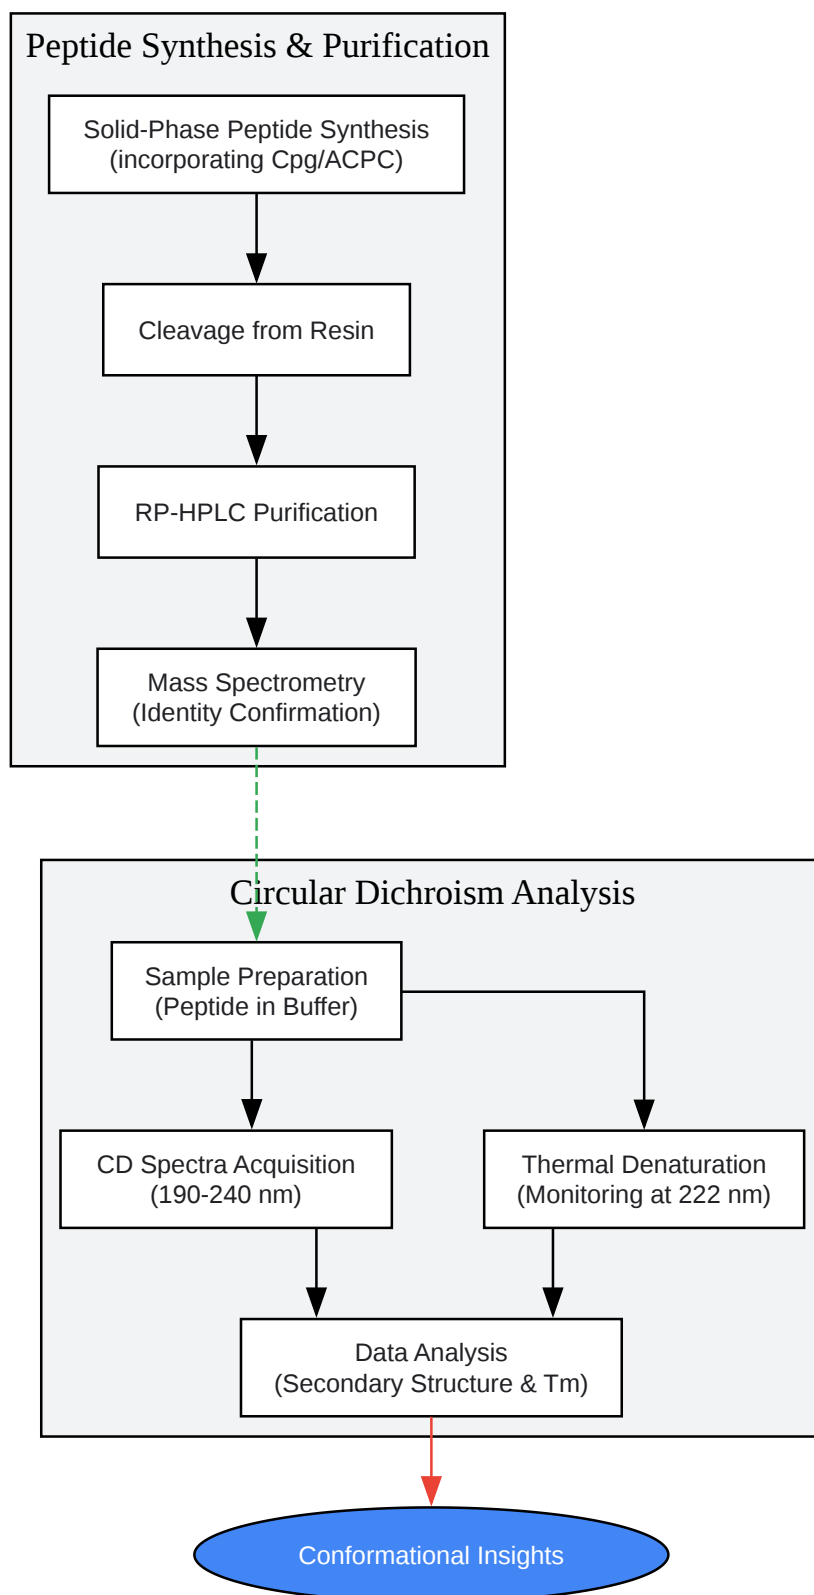 Peptide Synthesis & Purification
Solid-Phase Peptide Synthesis
(incorporating Cpg/ACPC)
Cleavage from Resin
RP-HPLC Purification
Mass Spectrometry
(Identity Confirmation)
Circular Dichroism Analysis
Sample Preparation
(Peptide in Buffer)
CD Spectra Acquisition
(190-240 nm)
Thermal Denaturation
(Monitoring at 222 nm)
Data Analysis
(Secondary Structure & Tm)
Conformational Insights